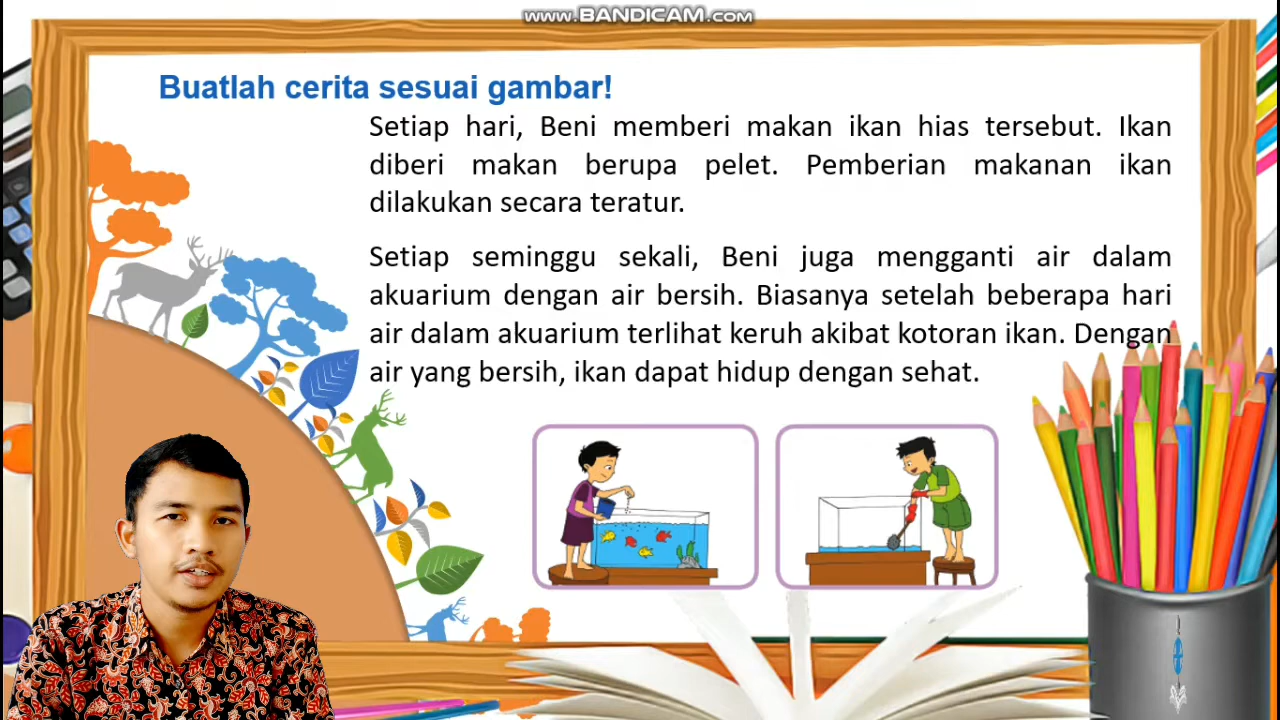 www.BANDICAM.com
Buatlah cerita sesuai gambar!
Setiap hari, Beni memberi makan ikan hias tersebut. Ikan
diberi makan berupa pelet. Pemberian makanan ikan
dilakukan secara teratur.
Setiap seminggu sekali, Beni juga mengganti air dalam
akuarium dengan air bersih. Biasanya setelah beberapa hari
air dalam akuarium terlihat keruh akibat kotoran ikan. Dengan
air yang bersih, ikan dapat hidup dengan sehat.